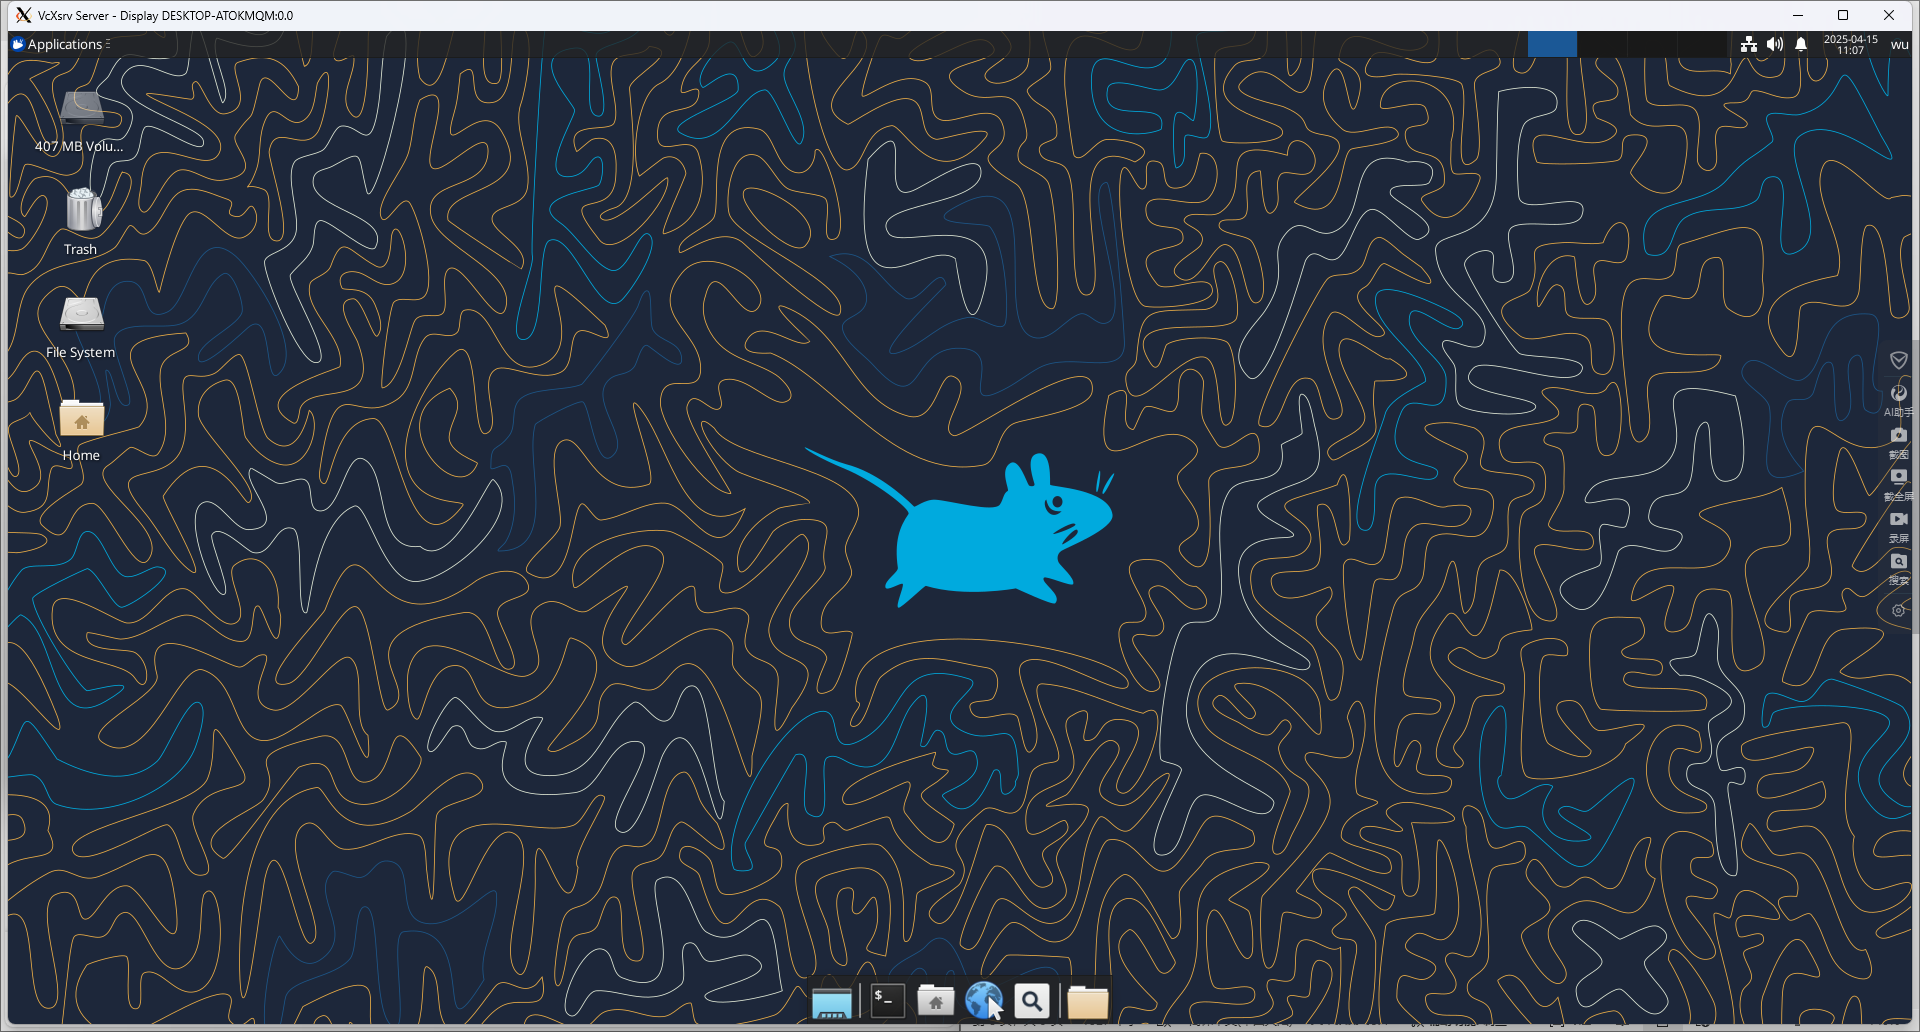 VcXsrv Server - Display DESKTOP-ATOKMQM:0.0
Applications
2025-04-15
11:07
wu
407 MB Volu...
Trash
File System
Home
AI助手
截图
截全屏
录屏
搜索
$-